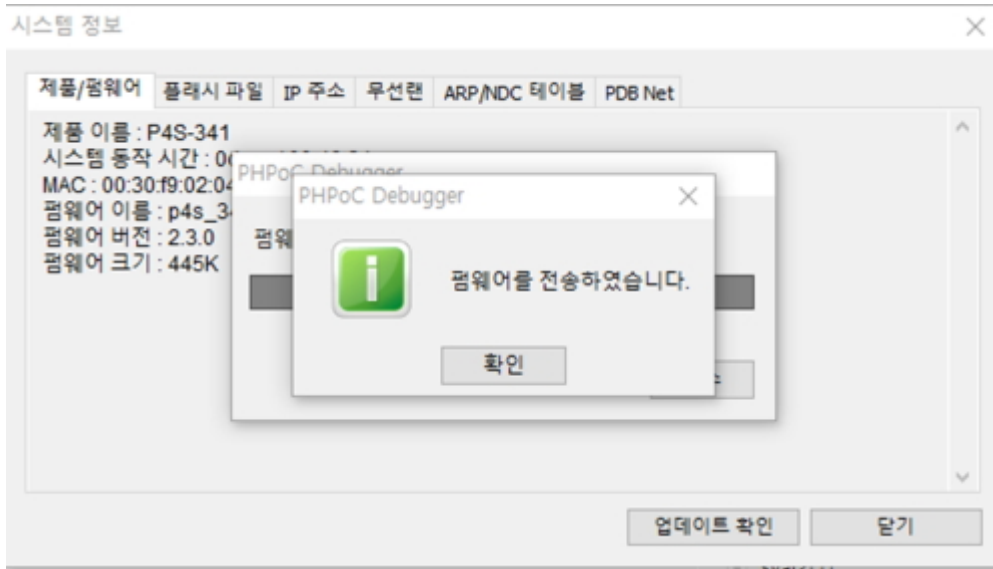 시스템 정보
제품/펌웨어 플래시 파일 IP 주소 무선랜 ARP/NDC 테이블 PDB Net
제품 이름 : P4S-341
시스템 동작 시간 :
MAC : 00:30:f9:02:04
펌웨어 이름 : p4s_
펌웨어 버전 : 2.3.0
펌웨어 크기 : 445K
PHPoC Debugger
PHPoC Debugger
펌웨어를 전송하였습니다.
확인
업데이트 확인 닫기